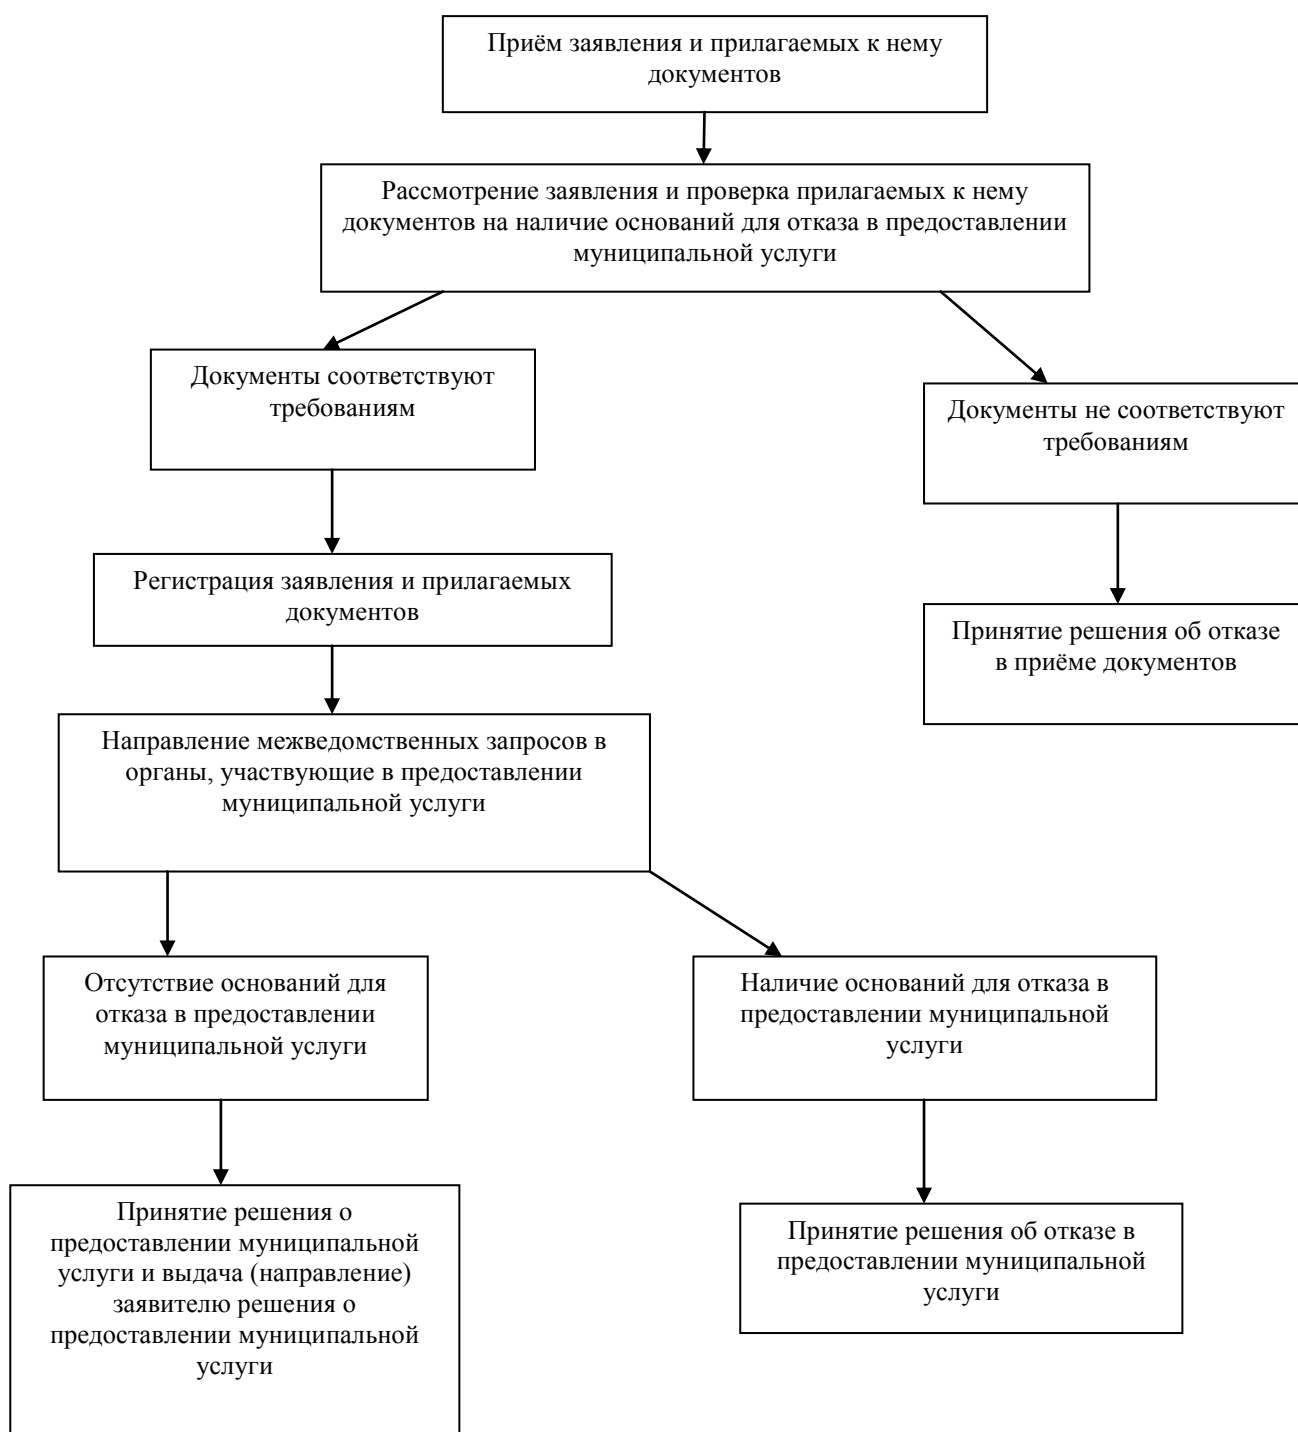 Приём заявления и прилагаемых к нему
документов
Рассмотрение заявления и проверка прилагаемых к нему
документов на наличие оснований для отказа в предоставлении
муниципальной услуги
Документы соответствуют
требованиям
Документы не соответствуют
требованиям
Регистрация заявления и прилагаемых
документов
Принятие решения об отказе
в приёме документов
Направление межведомственных запросов в
органы, участвующие в предоставлении
муниципальной услуги
Отсутствие оснований для
отказа в предоставлении
муниципальной услуги
Наличие оснований для отказа в
предоставлении муниципальной
услуги
Принятие решения о
предоставлении муниципальной
услуги и выдача (направление)
заявителю решения о
предоставлении муниципальной
услуги
Принятие решения об отказе в
предоставлении муниципальной
услуги